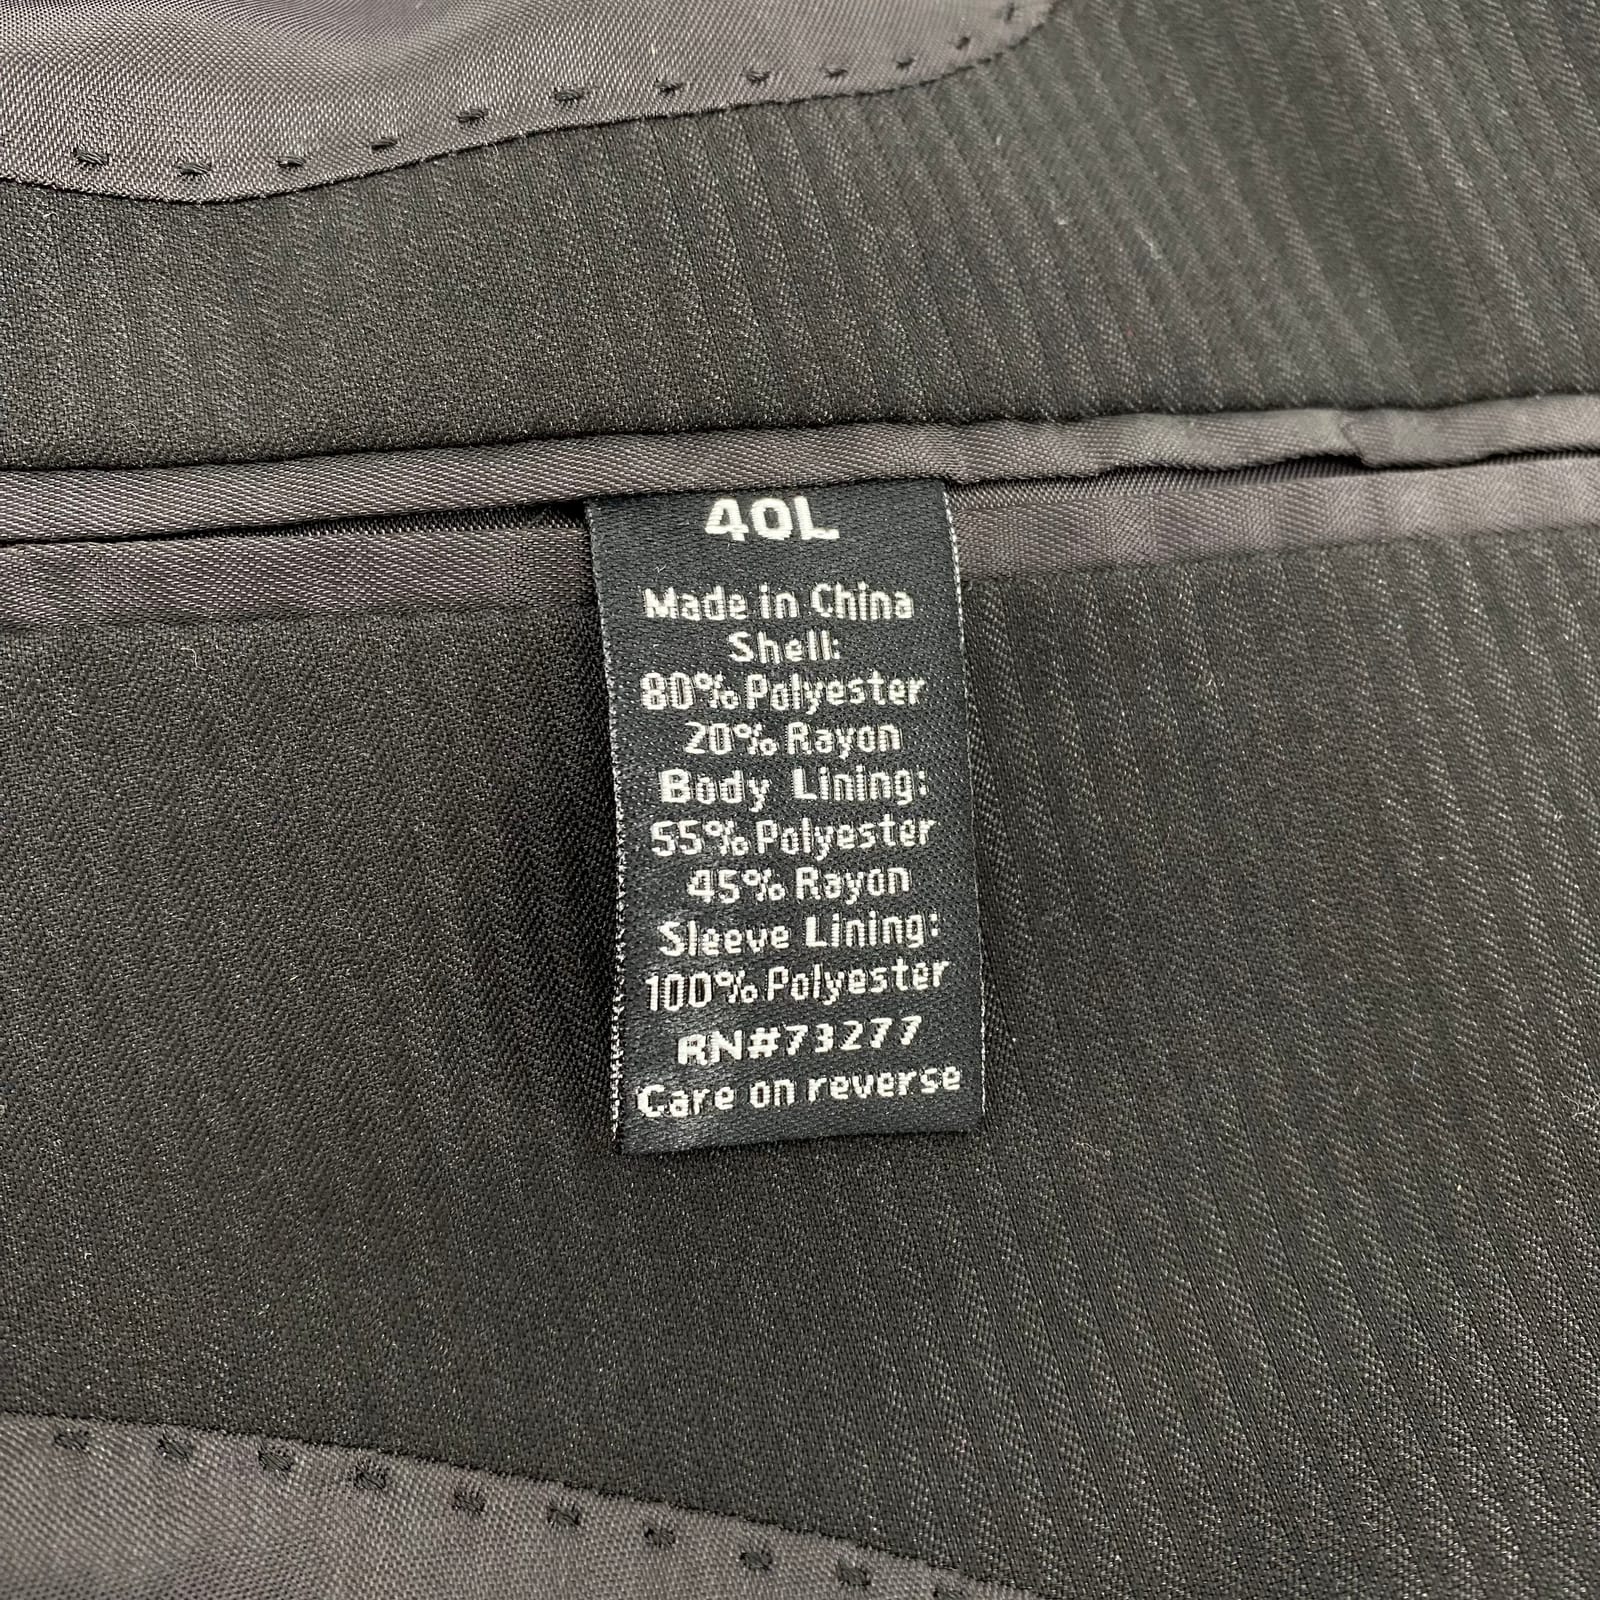 40L
Made in China
Shell:
80% Polyester
20% Rayon
Body Lining:
55% Polyester
45% Rayon
Sleeve Lining:
100% Polyester
RN#73277
Care on reverse